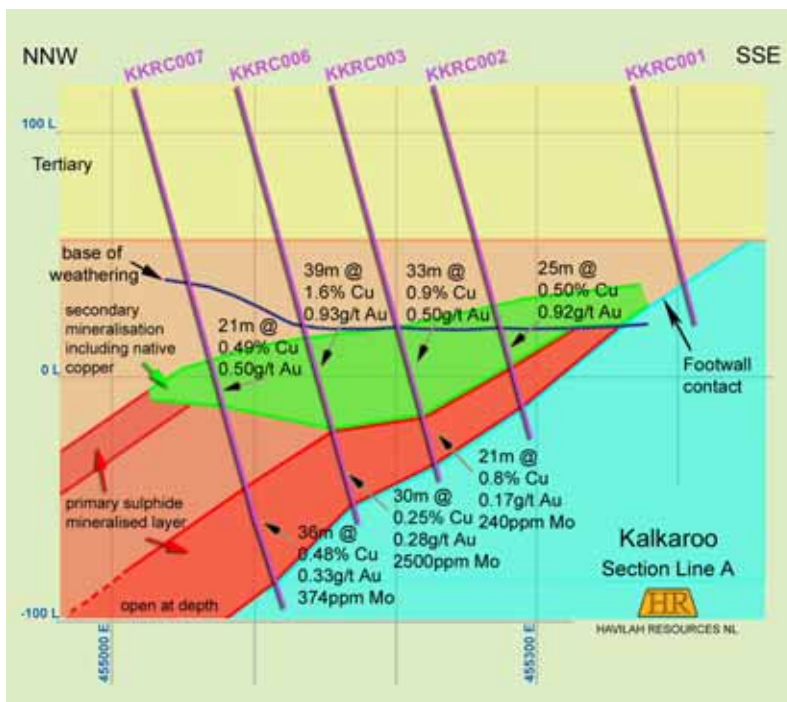 NNW
SSE
KKRC007
KKRC006
KKRC003
KKRC002
KKRC001
100 L
Tertiary
base of
weathering
39m @
1.6% Cu
0.93g/t Au
33m @
0.9% Cu
0.50g/t Au
25m @
0.50% Cu
0.92g/t Au
secondary
mineralisation
including native
copper
21m @
0.49% Cu
0.50g/t Au
Footwall
contact
0 L
primary sulphide
mineralised layer
36m @
0.48% Cu
0.33g/t Au
374ppm Mo
30m @
0.25% Cu
0.28g/t Au
2500ppm Mo
21m @
0.8% Cu
0.17g/t Au
240ppm Mo
open at depth
-100 L
455000 E
455300 E
Kalkaroo
Section Line A
HR
HAVILAH RESOURCES NL